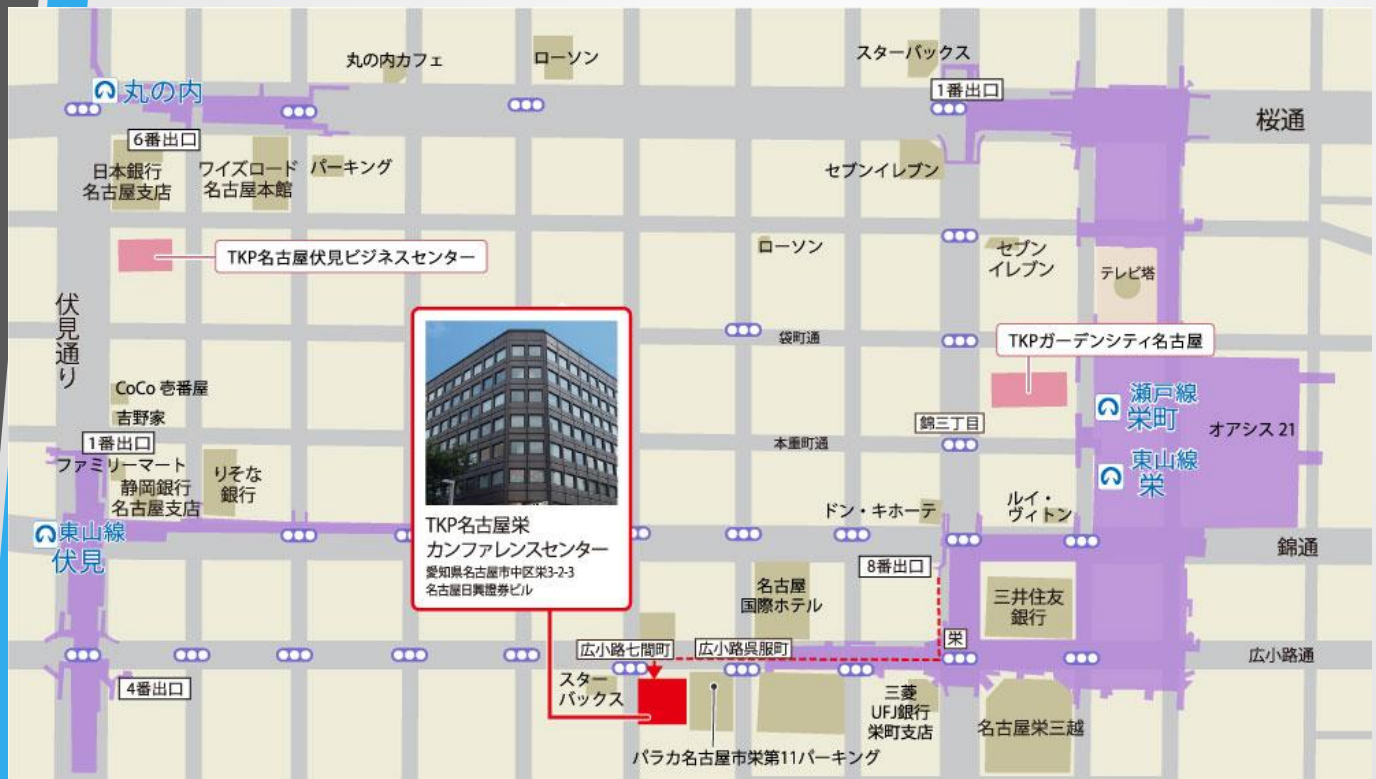 丸の内カフェ
ローソン
スターバックス
丸の内
1番出口
桜通
6番出口
日本銀行
名古屋支店
ワイズロード
名古屋本館
パーキング
セブンイレブン
TKP名古屋伏見ビジネスセンター
ローソン
セブン
イレブン
テレビ塔
伏見通り
袋町通
TKPガーデンシティ名古屋
CoCo 壱番屋
吉野家
瀬戸線
栄町
オアシス 21
1番出口
錦三丁目
本重町通
ファミリーマート
静岡銀行
名古屋支店
りそな
銀行
東山線
栄
ドン・キホーテ
ルイ・
ヴィトン
東山線
伏見
TKP名古屋栄
カンファレンスセンター
愛知県名古屋市中区栄3-2-3
名古屋日興證券ビル
錦通
8番出口
名古屋
国際ホテル
三井住友
銀行
広小路七間町
広小路呉服町
栄
広小路通
4番出口
スター
バックス
三菱
UFJ銀行
栄町支店
名古屋栄三越
パラカ名古屋市栄第11パーキング